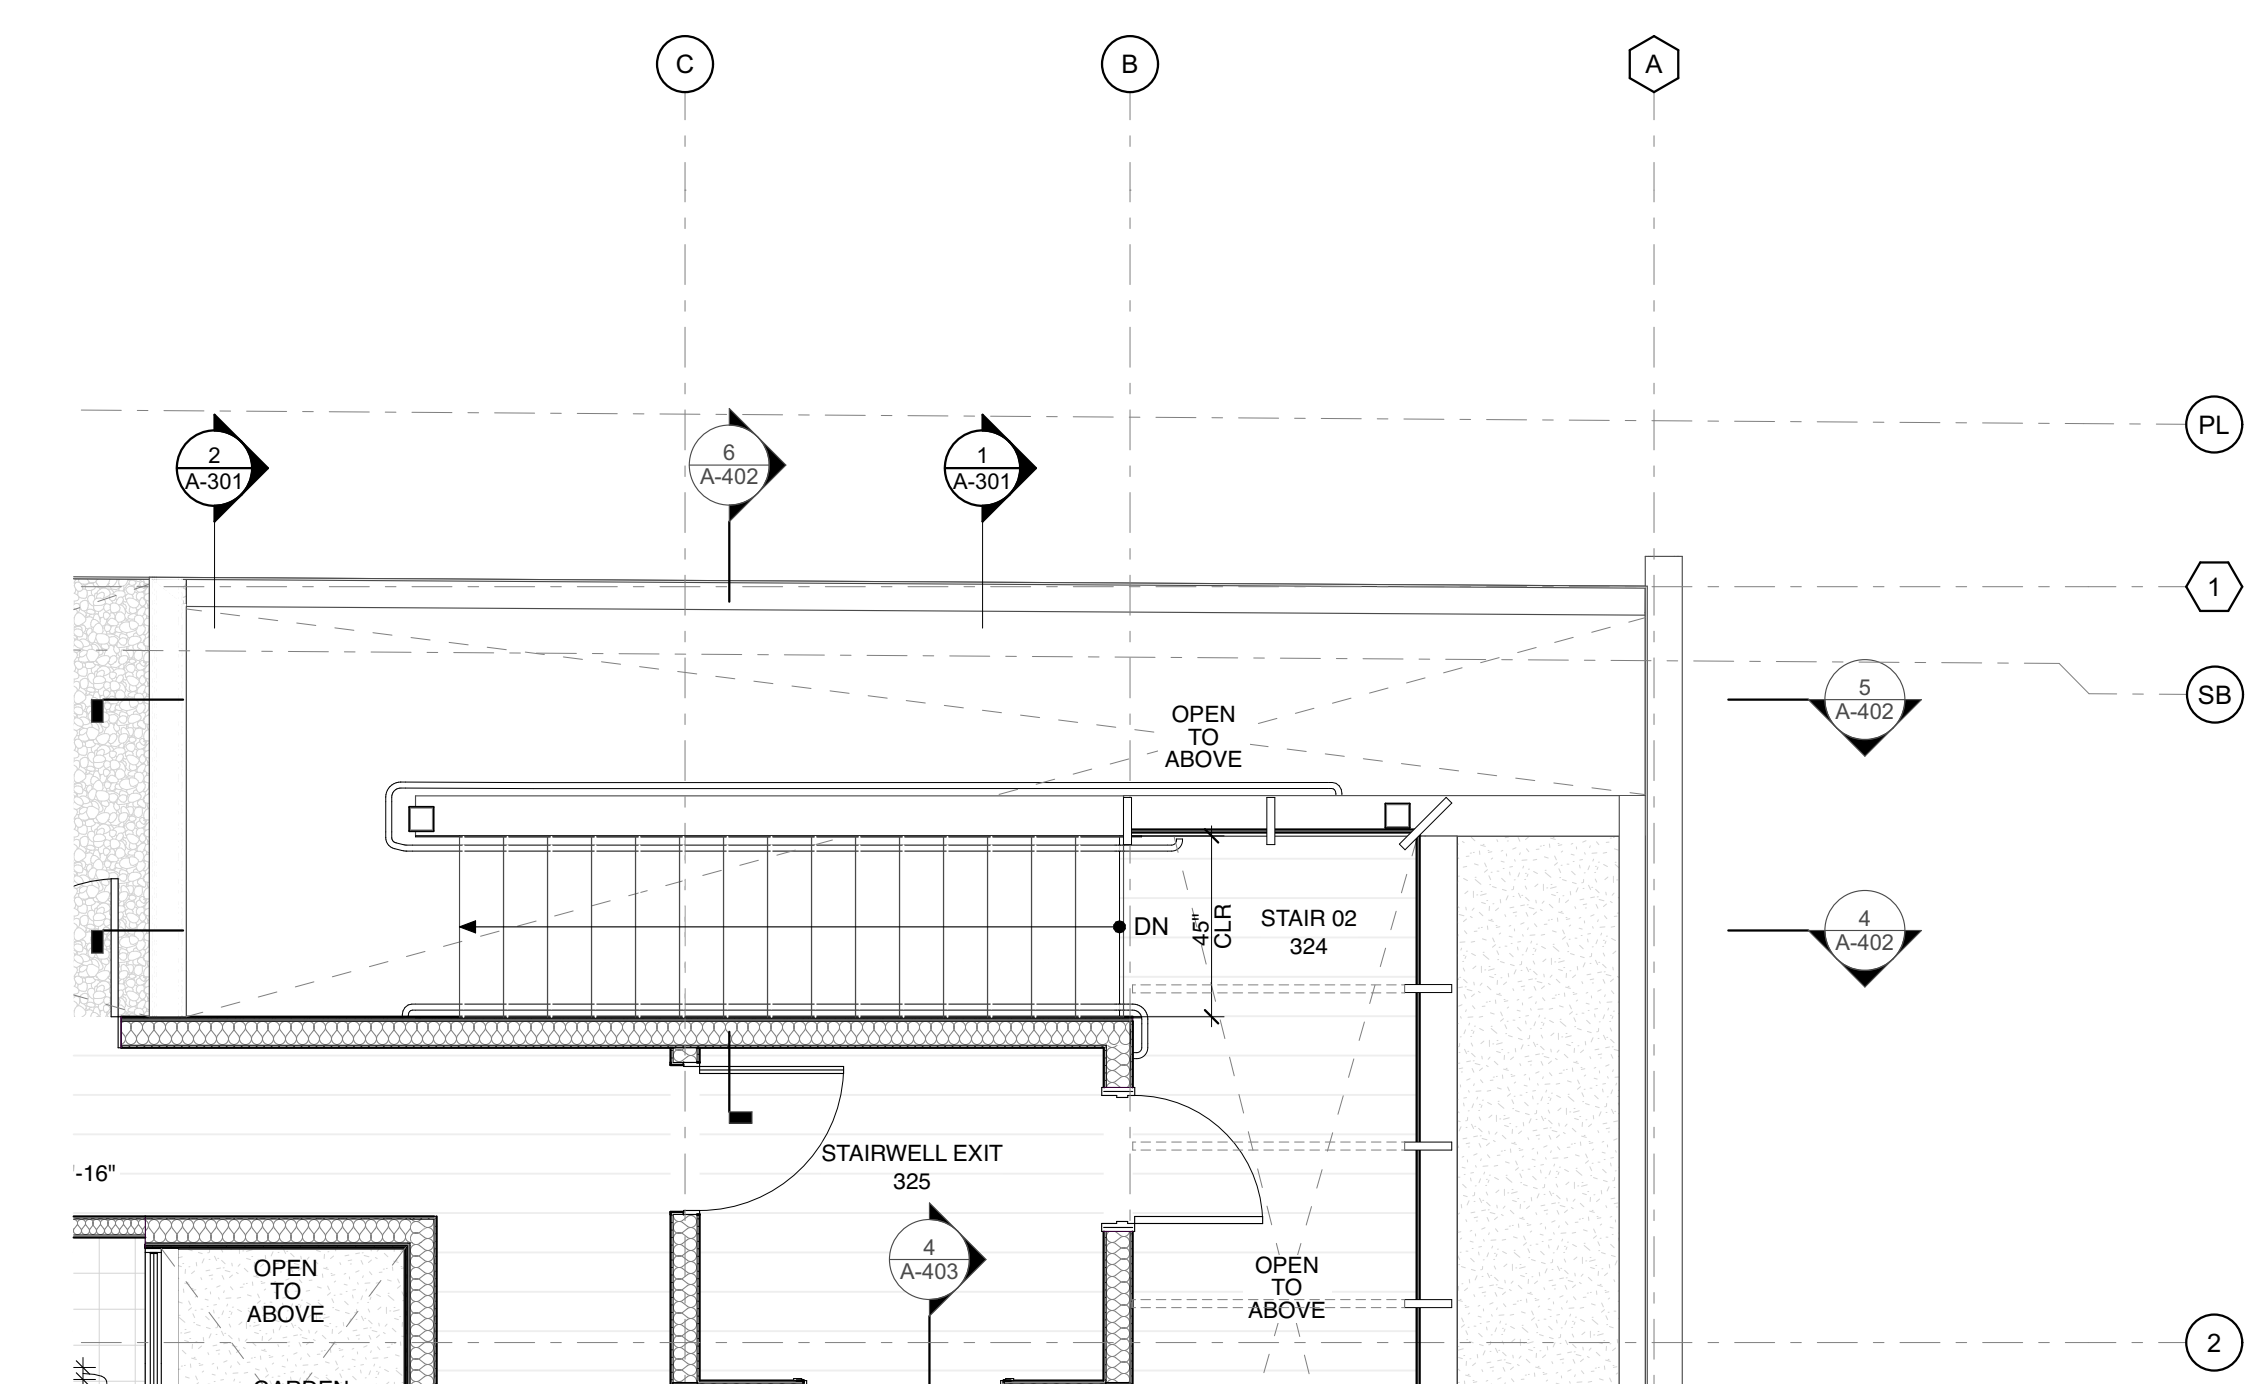 C
B
A
PL
2
A-301
6
A-402
1
A-301
1
5
A-402
SB
OPEN
TO
ABOVE
4
A-402
DN
45"
CLR
STAIR 02
324
STAIRWELL EXIT
325
-16"
4
A-403
OPEN
TO
ABOVE
OPEN
TO
ABOVE
2